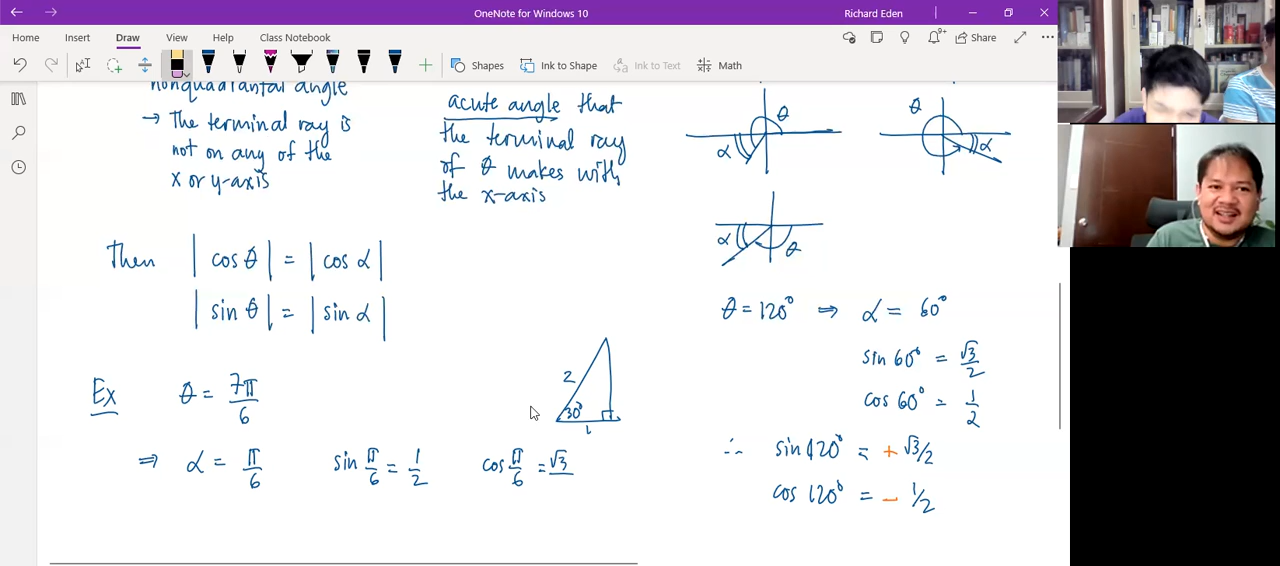 OneNote for Windows 10
Richard Eden
Home Insert Draw View Help Class Notebook
Share
Shapes Ink to Shape Ink to Text Math
nonquadrantal angle
→ The terminal ray is
not on any of the
x or y-axis
acute angle that
the terminal ray
of θ makes with
the x-axis
θ
α
θ
α
α
θ
Then |cos θ| = |cos α|
|sin θ| = |sin α|
Ex θ = 7π/6
⇒ α = π/6 sin π/6 = 1/2 cos π/6 = √3
2
30°
1
θ = 120° ⇒ α = 60°
sin 60° = √3/2
cos 60° = 1/2
∴ sin 120° = + √3/2
cos 120° = - 1/2